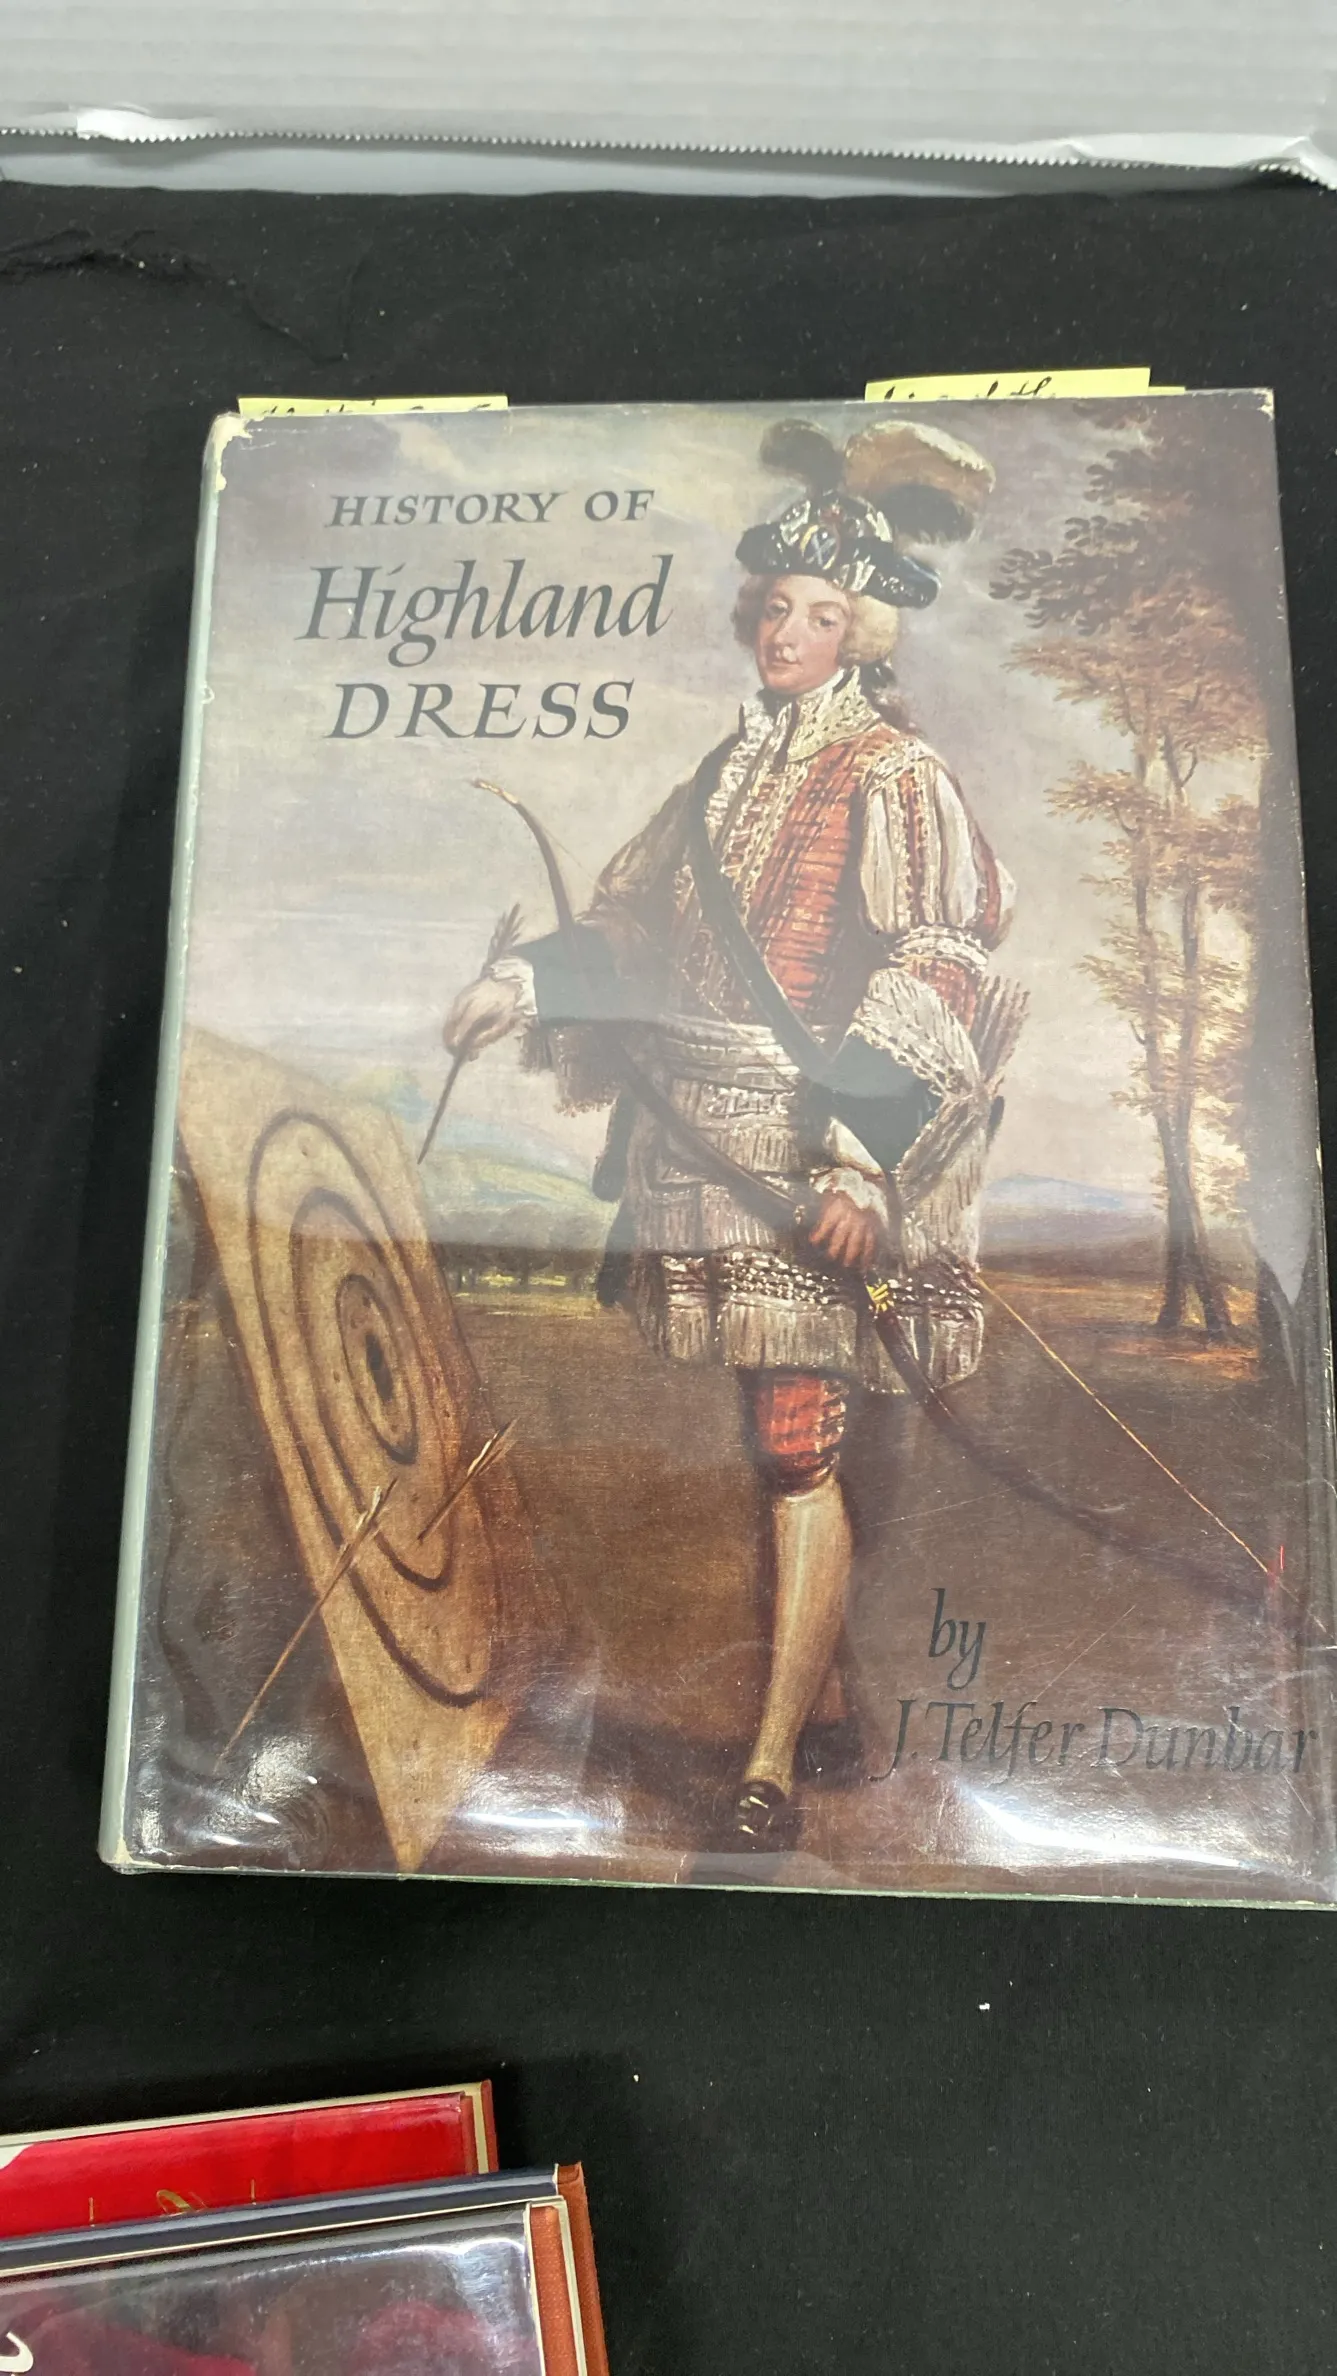 HISTORY OF
Highland
DRESS
by
J. Telfer Dunbar